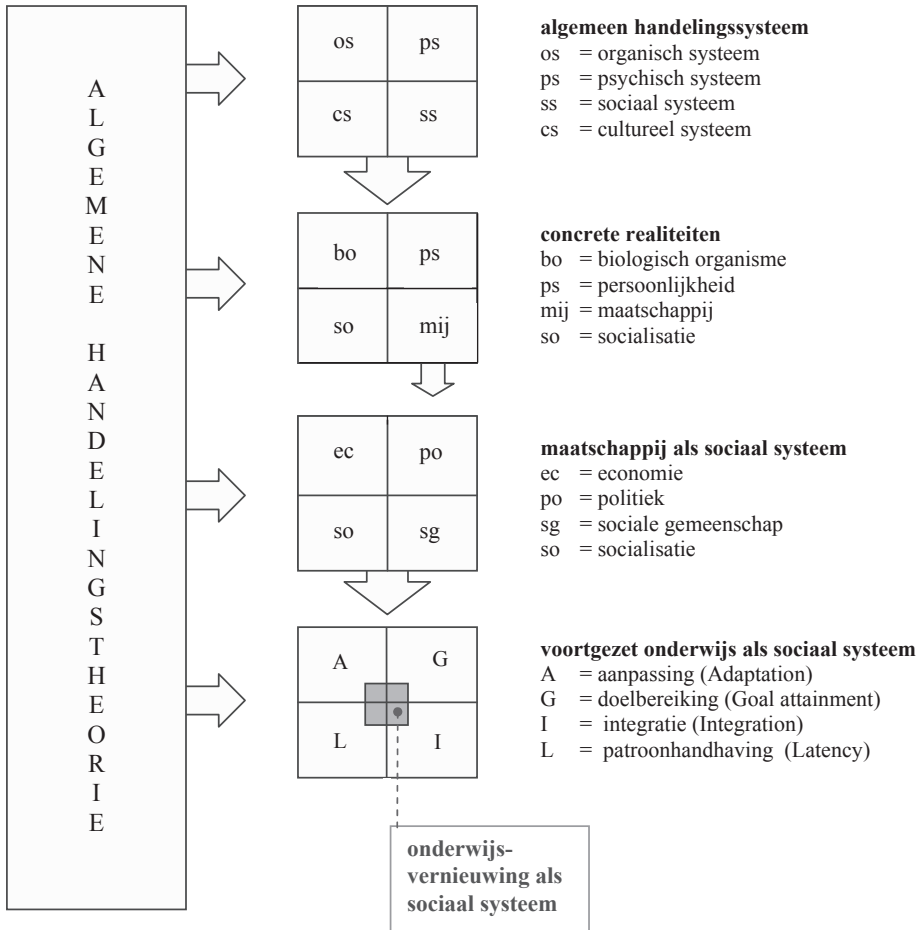 ALGEMENE HANDELINGSTHEORIE
os ps
cs ss
algemeen handelingssysteem
os = organisch systeem
ps = psychisch systeem
ss = sociaal systeem
cs = cultureel systeem
bo ps
so mij
concrete realiteiten
bo = biologisch organisme
ps = persoonlijkheid
mij = maatschappij
so = socialisatie
ec po
so sg
maatschappij als sociaal systeem
ec = economie
po = politiek
sg = sociale gemeenschap
so = socialisatie
A G
L I
voortgezet onderwijs als sociaal systeem
A = aanpassing (Adaptation)
G = doelbereiking (Goal attainment)
I = integratie (Integration)
L = patroonhandhaving (Latency)
onderwijs-
vernieuwing als
sociaal systeem